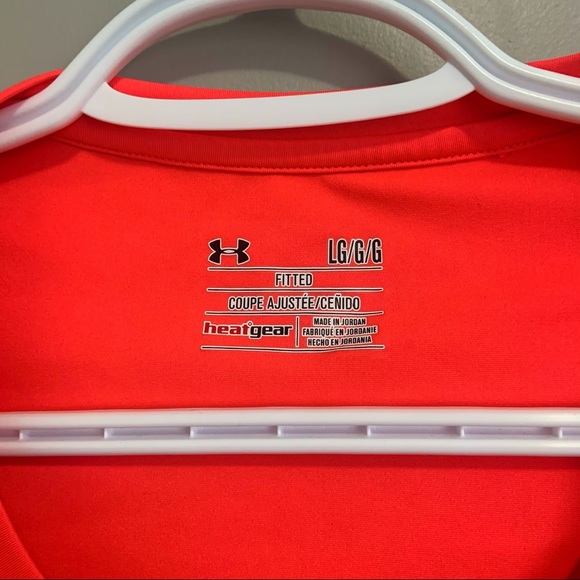 LG/G/G
FITTED
COUPE AJUSTÉE/CEÑIDO
heatgear
MADE IN JORDAN
FABRIQUÉ EN JORDANIE
HECHO EN JORDANIA